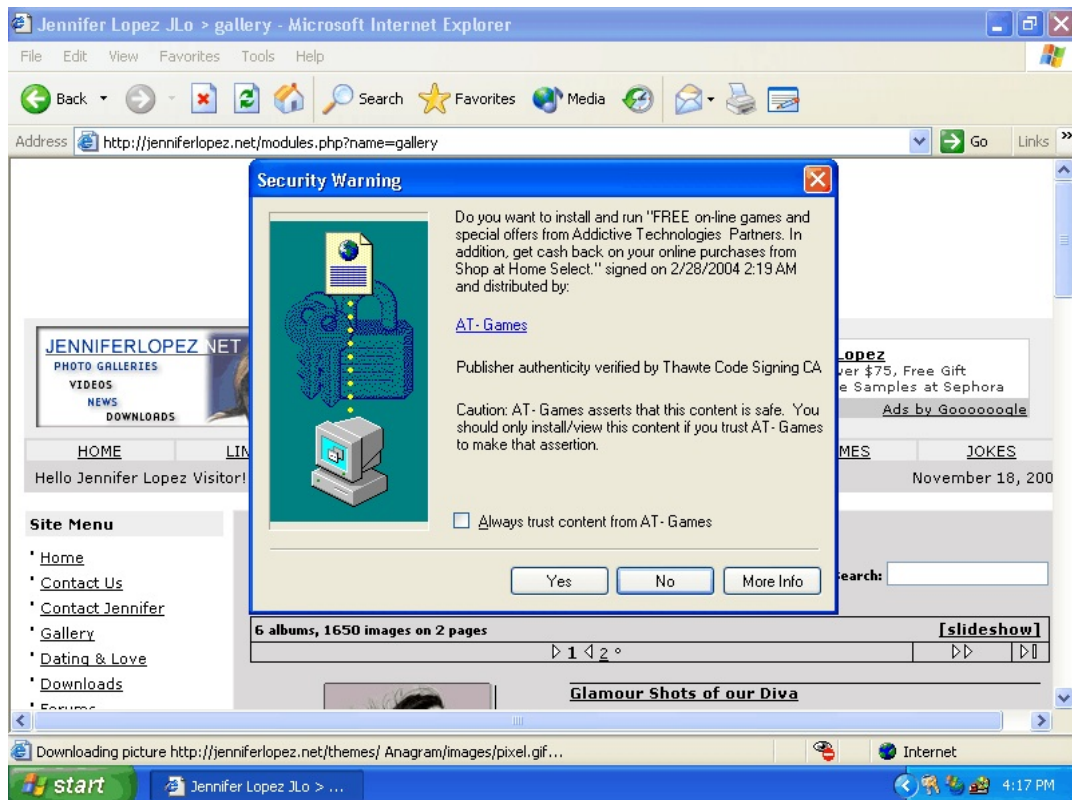 Jennifer Lopez JLo > gallery - Microsoft Internet Explorer
File Edit View Favorites Tools Help
Back Search Favorites Media
Address http://jenniferlopez.net/modules.php?name=gallery Go Links »
Security Warning
Do you want to install and run "FREE on-line games and
special offers from Addictive Technologies Partners. In
addition, get cash back on your online purchases from
Shop at Home Select." signed on 2/28/2004 2:19 AM
and distributed by:
AT- Games
Publisher authenticity verified by Thawte Code Signing CA
Caution: AT- Games asserts that this content is safe. You
should only install/view this content if you trust AT- Games
to make that assertion.
Always trust content from AT- Games
Yes No More Info
JENNIFERLOPEZ NET
PHOTO GALLERIES
VIDEOS
NEWS
DOWNLOADS
Lopez
ver $75, Free Gift
e Samples at Sephora
Ads by Goooooogle
HOME LIN MES JOKES
Hello Jennifer Lopez Visitor! November 18, 200
Site Menu
Home
Contact Us
Contact Jennifer
Gallery
Dating & Love
Downloads
Forums
Search:
6 albums, 1650 images on 2 pages [slideshow]
1 2
Glamour Shots of our Diva
Downloading picture http://jenniferlopez.net/themes/ Anagram/images/pixel.gif... Internet
start Jennifer Lopez JLo > ... 4:17 PM